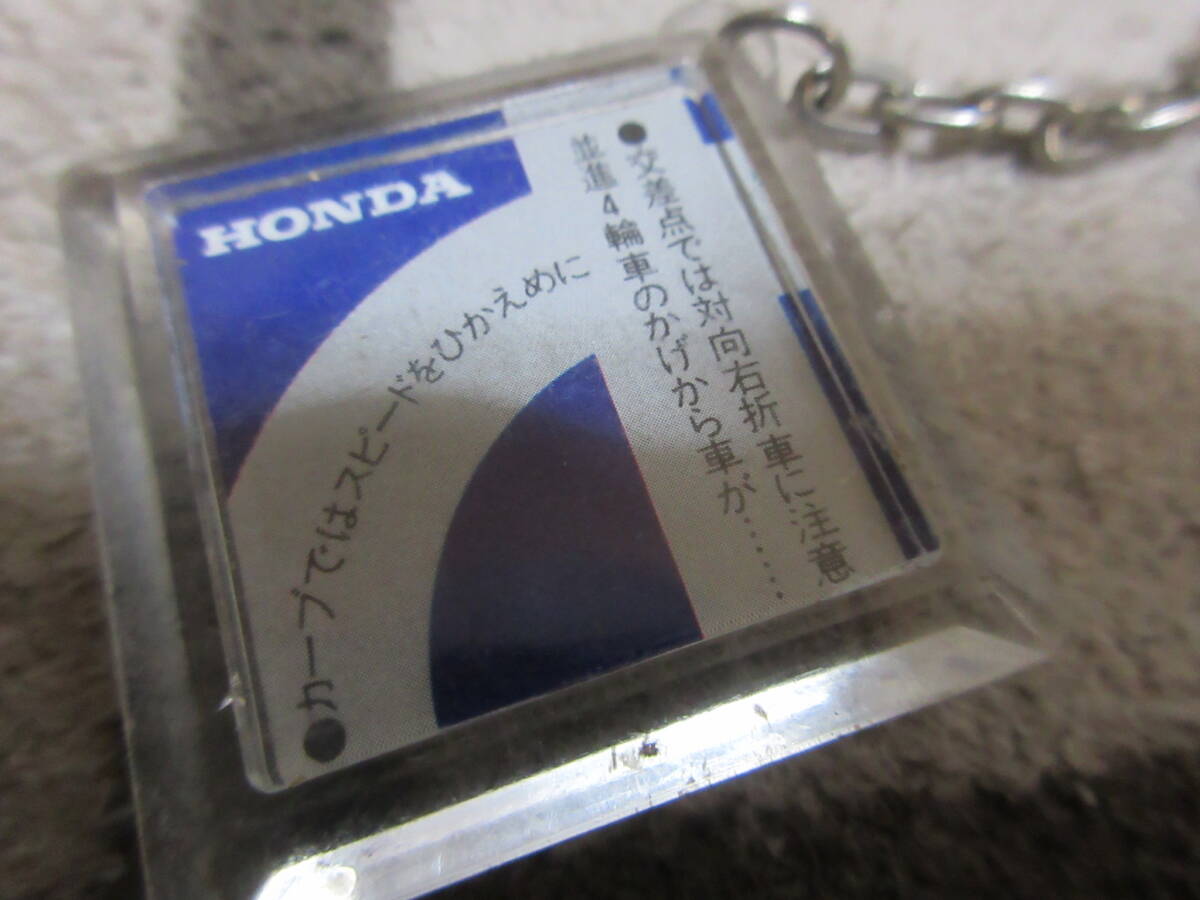 HONDA
●交差点では対向右折車に注意
並進4輪車のかげから車が……
●カーブではスピードをひかえめに